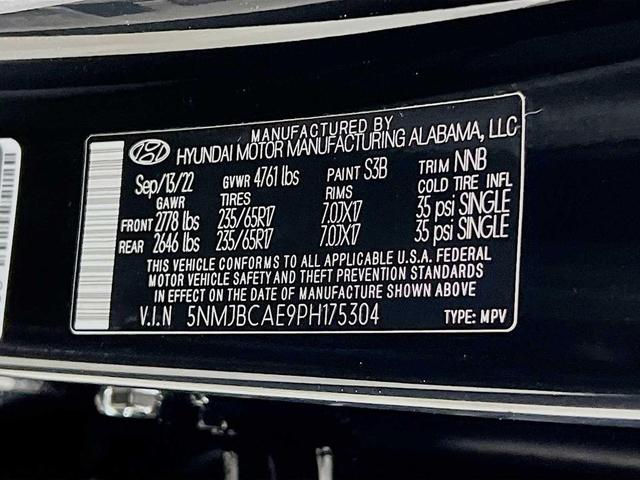 MANUFACTURED BY
HYUNDAI MOTOR MANUFACTURING ALABAMA, LLC
Sep/13/22 GVWR 4761 lbs PAINT S3B TRIM NNB
GAWR TIRES RIMS COLD TIRE INFL
FRONT 2778 lbs 235/65R17 7.0JX17 35 psi SINGLE
REAR 2646 lbs 235/65R17 7.0JX17 35 psi SINGLE
THIS VEHICLE CONFORMS TO ALL APPLICABLE U.S.A. FEDERAL
MOTOR VEHICLE SAFETY AND THEFT PREVENTION STANDARDS
IN EFFECT ON THE DATE OF MANUFACTURE SHOWN ABOVE.
V.I.N 5NMJBCAE9PH175304 TYPE: MPV